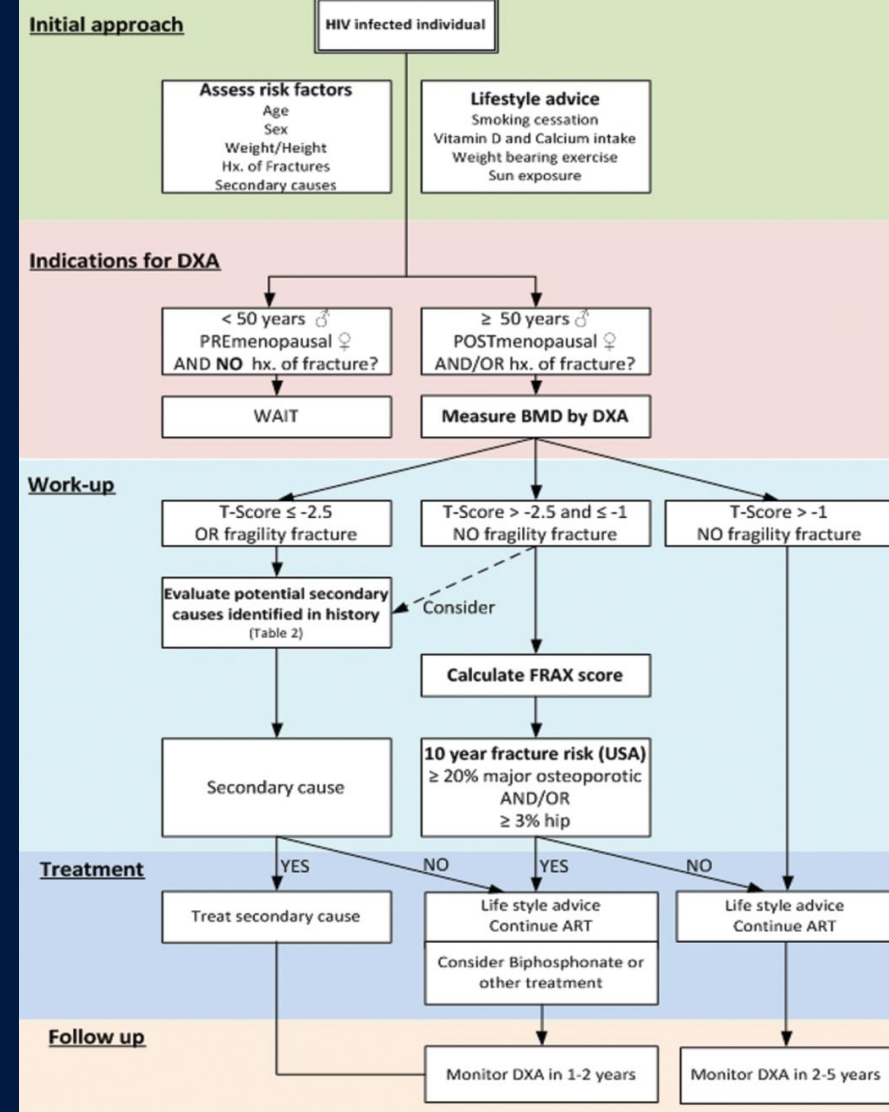 Initial approach
HIV infected individual
Assess risk factors
Age
Sex
Weight/Height
Hx. of Fractures
Secondary causes
Lifestyle advice
Smoking cessation
Vitamin D and Calcium intake
Weight bearing exercise
Sun exposure
Indications for DXA
< 50 years ♂
PREmenopausal ♀
AND NO hx. of fracture?
≥ 50 years ♂
POSTmenopausal ♀
AND/OR hx. of fracture?
WAIT
Measure BMD by DXA
Work-up
T-Score ≤ -2.5
OR fragility fracture
T-Score > -2.5 and ≤ -1
NO fragility fracture
T-Score > -1
NO fragility fracture
Evaluate potential secondary
causes identified in history
(Table 2)
Consider
Calculate FRAX score
Secondary cause
10 year fracture risk (USA)
≥ 20% major osteoporotic
AND/OR
≥ 3% hip
Treatment
YES
NO
YES
NO
Treat secondary cause
Life style advice
Continue ART
Consider Biphosphonate or
other treatment
Life style advice
Continue ART
Follow up
Monitor DXA in 1-2 years
Monitor DXA in 2-5 years